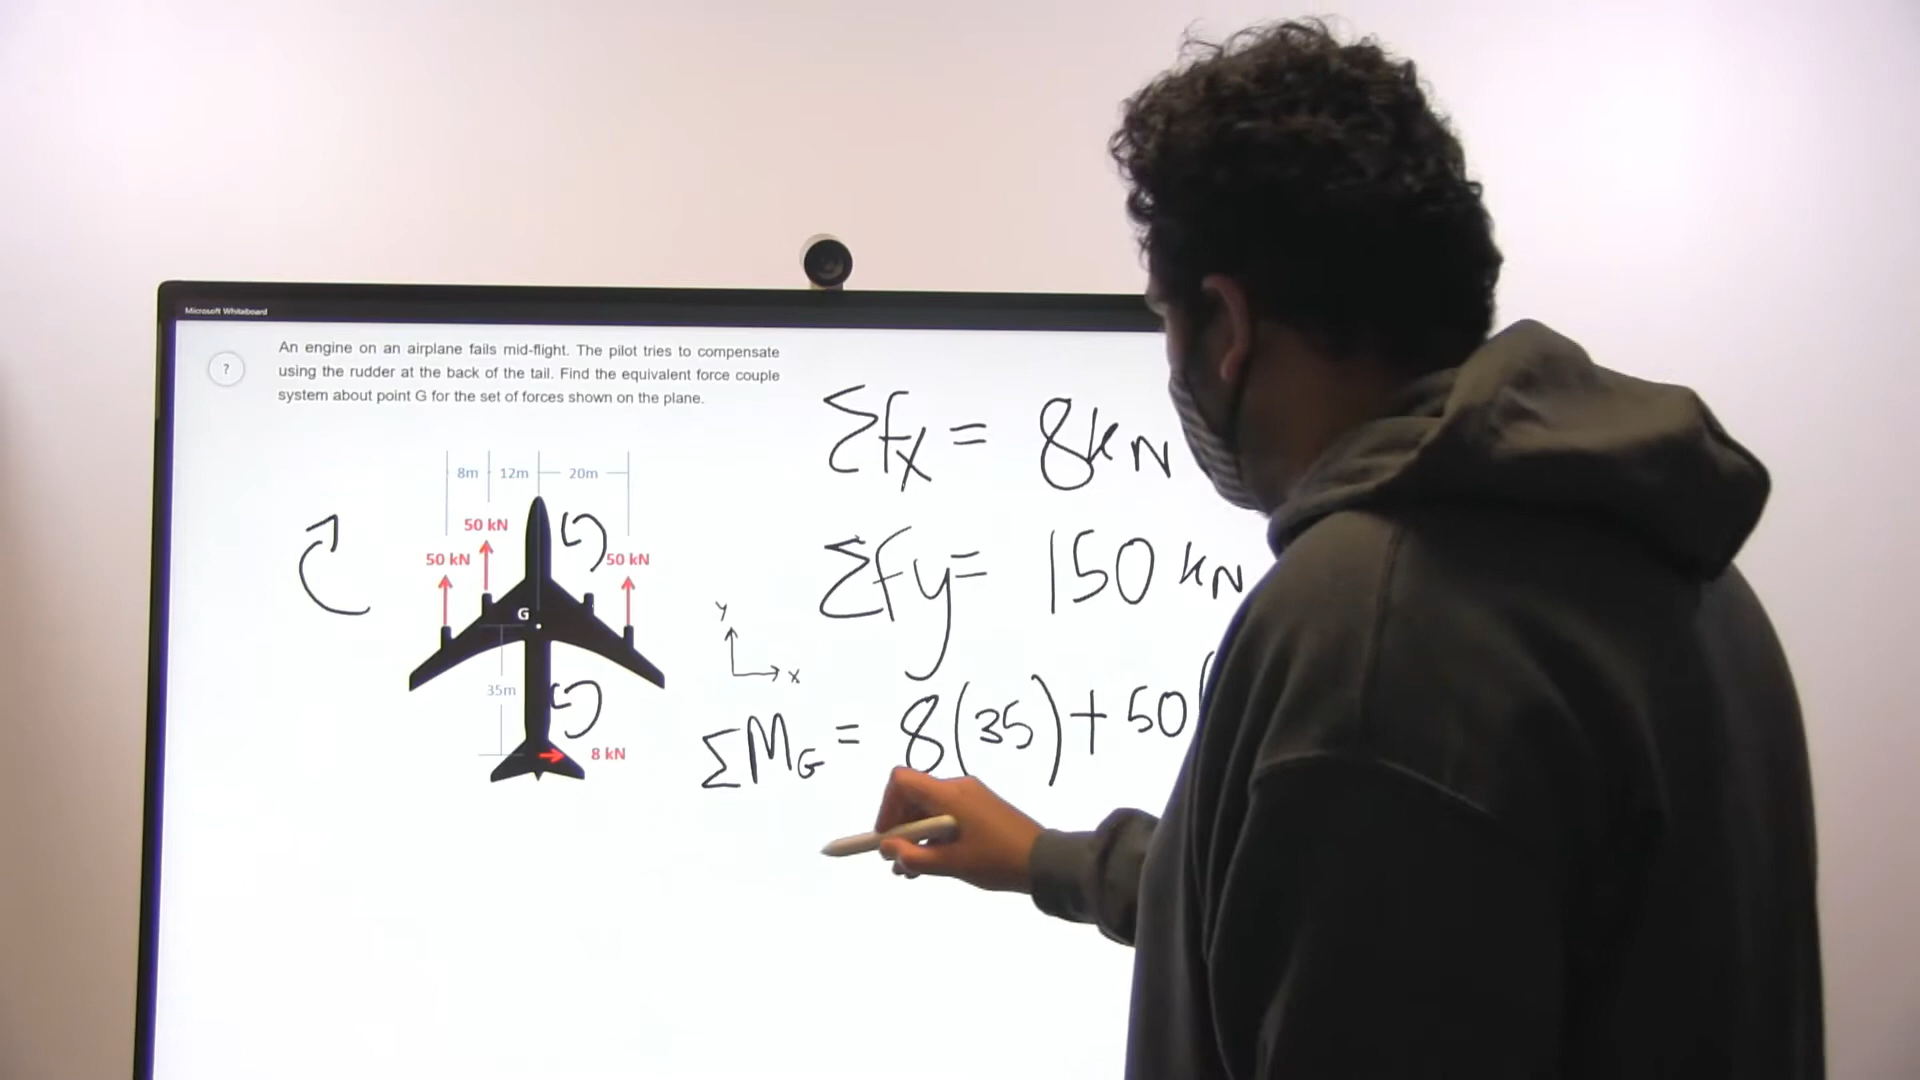 Microsoft Whiteboard
?
An engine on an airplane fails mid-flight. The pilot tries to compensate
using the rudder at the back of the tail. Find the equivalent force couple
system about point G for the set of forces shown on the plane.
8m 12m 20m
50 kN
50 kN 50 kN
G
35m
8 kN
Y
X
Σfx = 8kN
Σfy = 150 kN
ΣMG = 8(35) + 50(